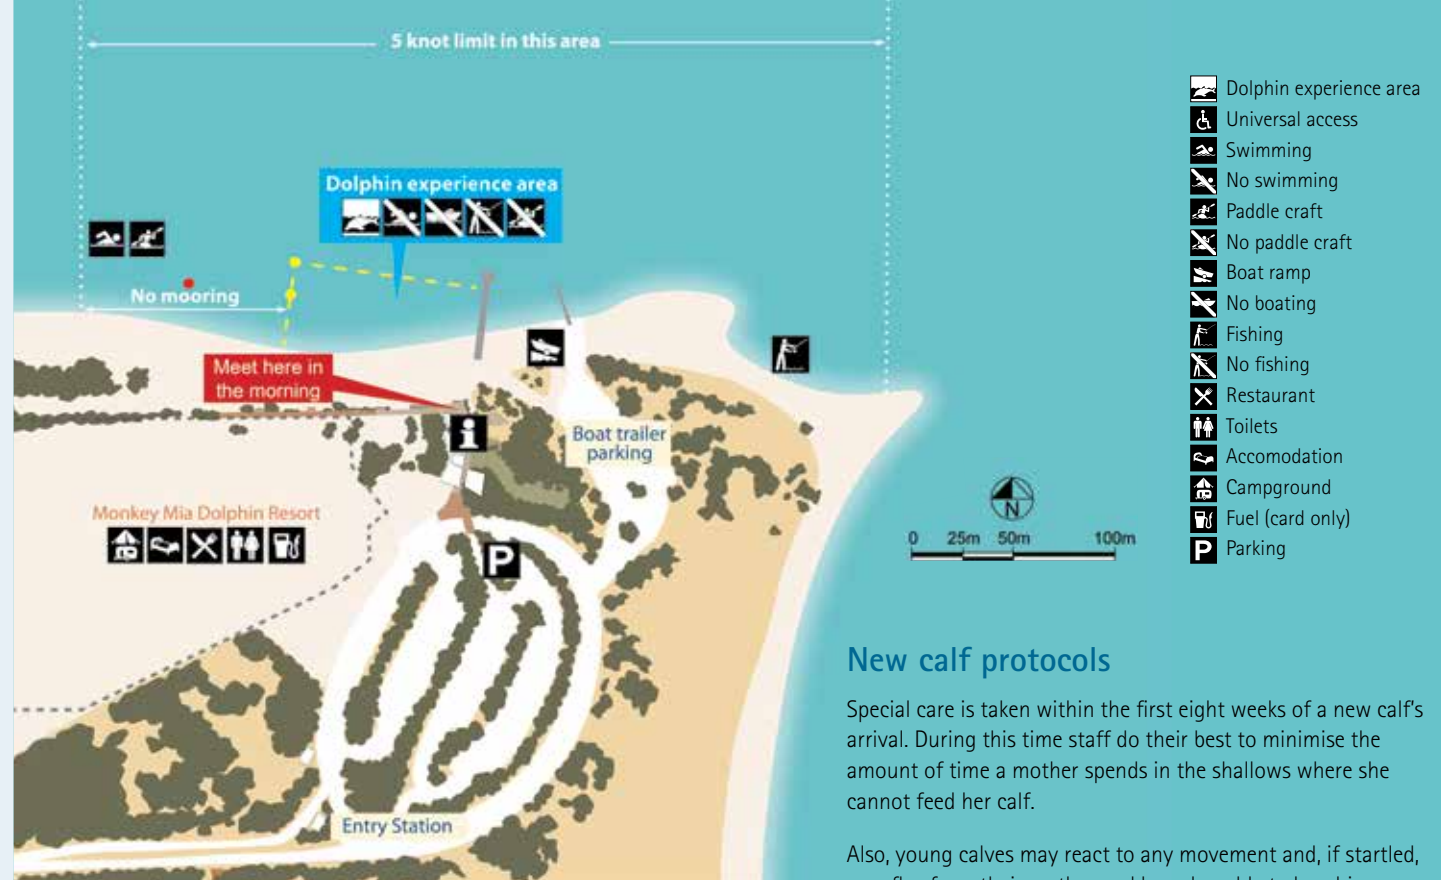 5 knot limit in this area
Dolphin experience area
No mooring
Meet here in
the morning
i
Boat trailer
parking
Monkey Mia Dolphin Resort
P
Entry Station
N
0 25m 50m 100m
Dolphin experience area
Universal access
Swimming
No swimming
Paddle craft
No paddle craft
Boat ramp
No boating
Fishing
No fishing
Restaurant
Toilets
Accomodation
Campground
Fuel (card only)
P Parking
New calf protocols
Special care is taken within the first eight weeks of a new calf's
arrival. During this time staff do their best to minimise the
amount of time a mother spends in the shallows where she
cannot feed her calf.
Also, young calves may react to any movement and, if startled,